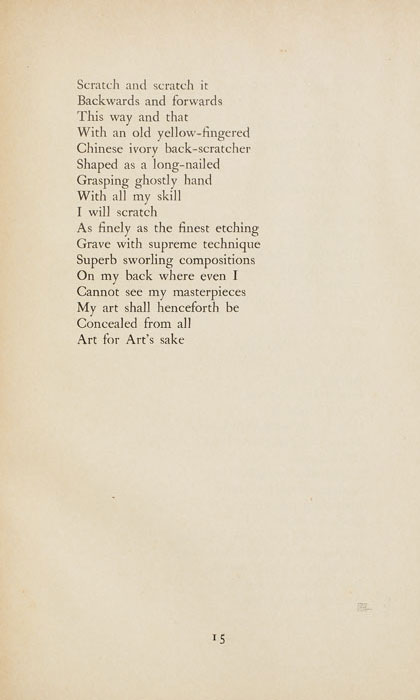 Scratch and scratch it
Backwards and forwards
This way and that
With an old yellow-fingered
Chinese ivory back-scratcher
Shaped as a long-nailed
Grasping ghostly hand
With all my skill
I will scratch
As finely as the finest etching
Grave with supreme technique
Superb sworling compositions
On my back where even I
Cannot see my masterpieces
My art shall henceforth be
Concealed from all
Art for Art's sake
15